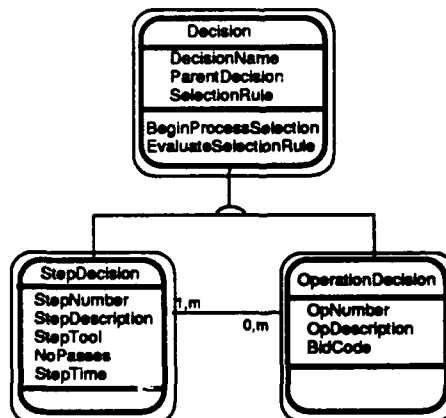 Decision
DecisionName
ParentDecision
SelectionRule
BeginProcessSelection
EvaluateSelectionRule
StepDecision
StepNumber
StepDescription
StepTool
NoPasses
StepTime
1,m
0,m
OperationDecision
OpNumber
OpDescription
BidCode